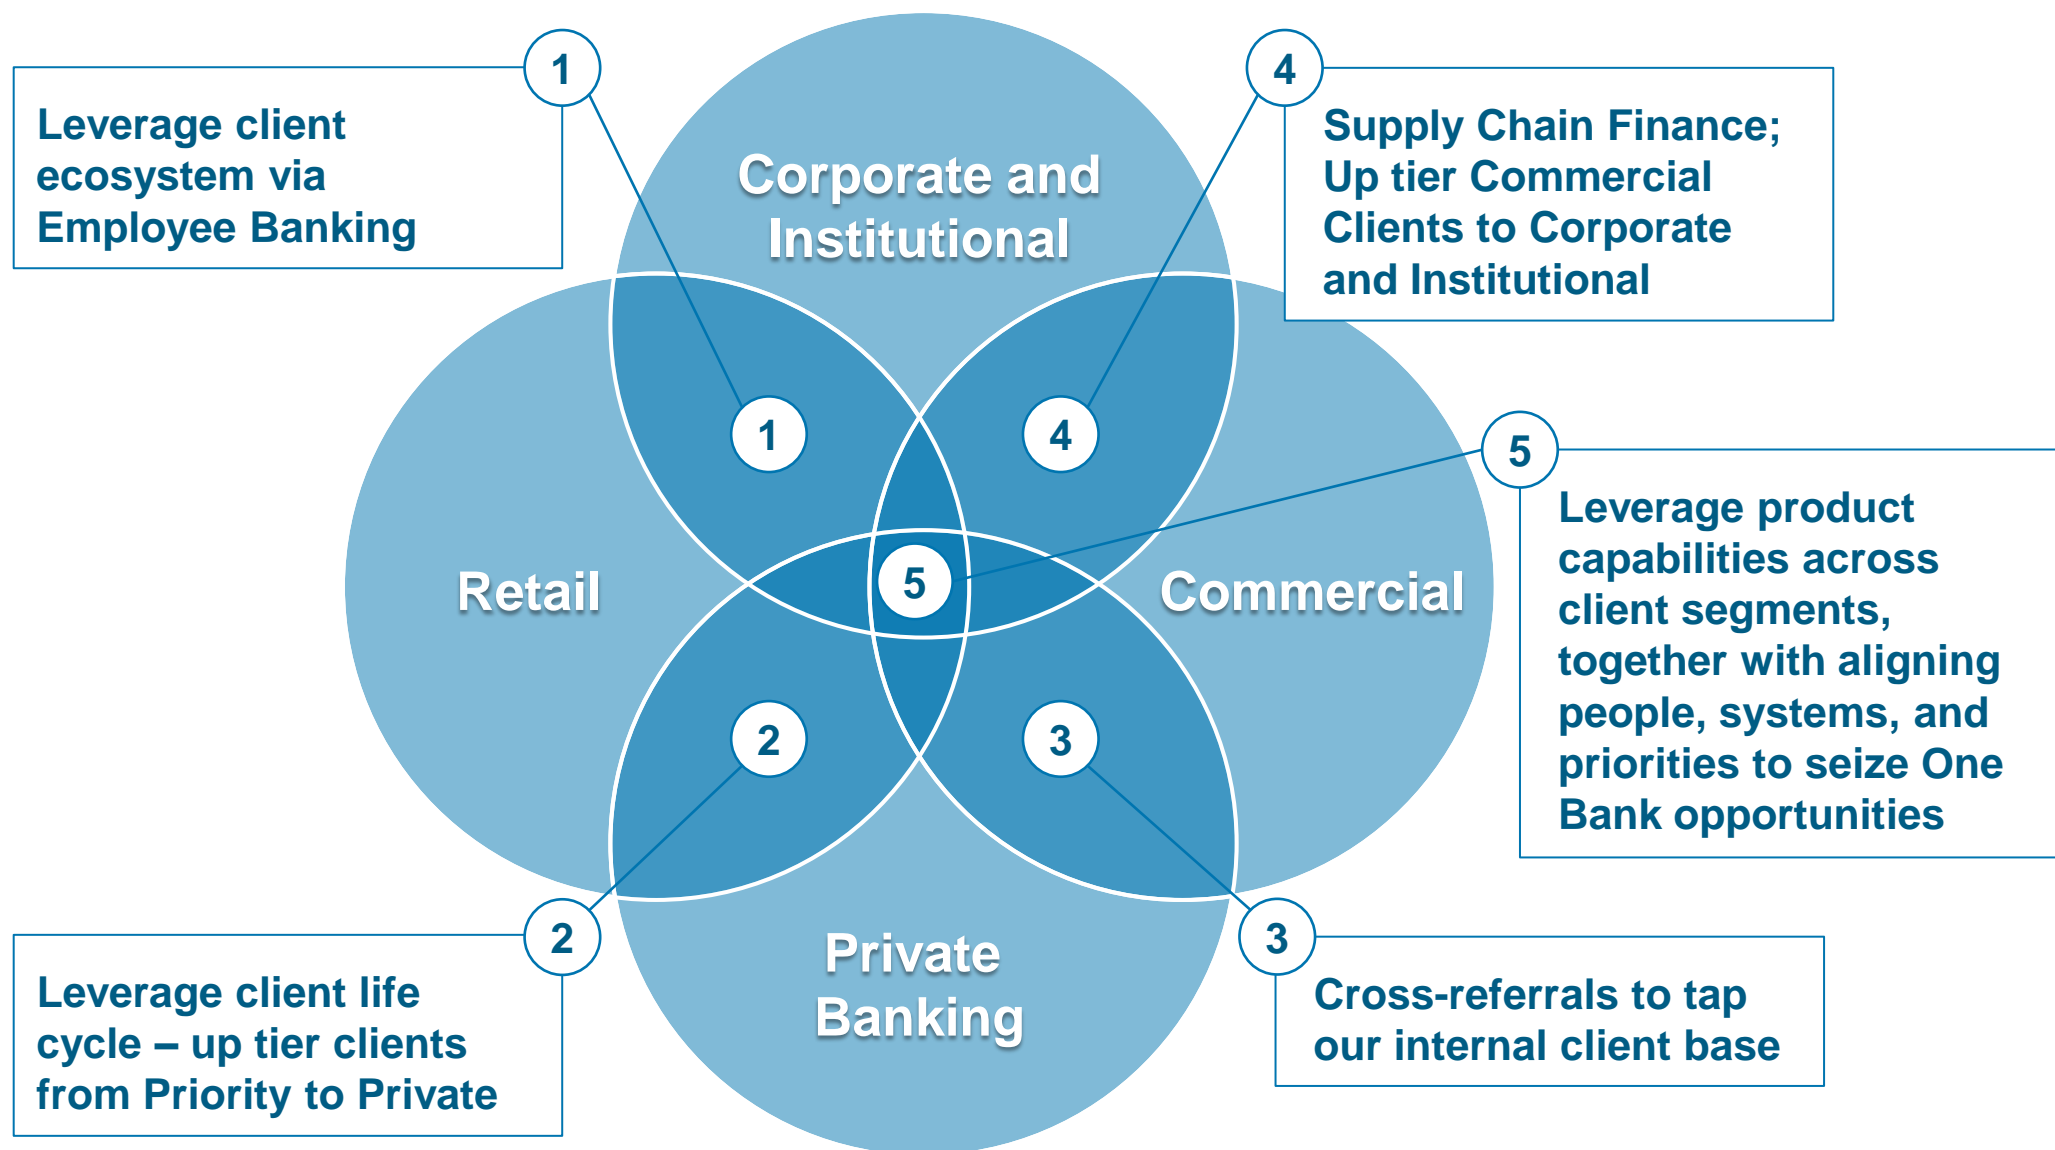 1
Leverage client
ecosystem via
Employee Banking
4
Supply Chain Finance;
Up tier Commercial
Clients to Corporate
and Institutional
Corporate and
Institutional
1
4
5
Leverage product
capabilities across
client segments,
together with aligning
people, systems, and
priorities to seize One
Bank opportunities
Retail
5
Commercial
2
3
2
Leverage client life
cycle – up tier clients
from Priority to Private
Private
Banking
3
Cross-referrals to tap
our internal client base